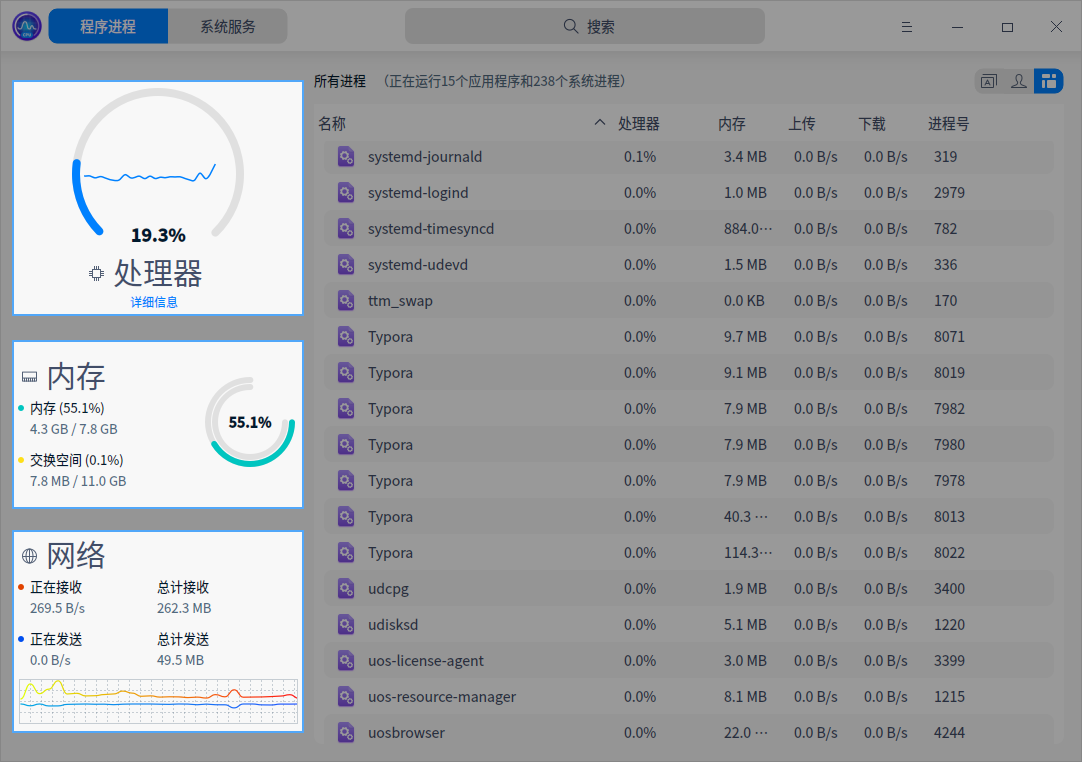 程序进程 系统服务 搜索
19.3%
处理器
详细信息
内存
内存 (55.1%)
4.3 GB / 7.8 GB
交换空间 (0.1%)
7.8 MB / 11.0 GB
55.1%
网络
正在接收 总计接收
269.5 B/s 262.3 MB
正在发送 总计发送
0.0 B/s 49.5 MB
所有进程 (正在运行15个应用程序和238个系统进程)
名称 处理器 内存 上传 下载 进程号
systemd-journald 0.1% 3.4 MB 0.0 B/s 0.0 B/s 319
systemd-logind 0.0% 1.0 MB 0.0 B/s 0.0 B/s 2979
systemd-timesyncd 0.0% 884.0… 0.0 B/s 0.0 B/s 782
systemd-udevd 0.0% 1.5 MB 0.0 B/s 0.0 B/s 336
ttm_swap 0.0% 0.0 KB 0.0 B/s 0.0 B/s 170
Typora 0.0% 9.7 MB 0.0 B/s 0.0 B/s 8071
Typora 0.0% 9.1 MB 0.0 B/s 0.0 B/s 8019
Typora 0.0% 7.9 MB 0.0 B/s 0.0 B/s 7982
Typora 0.0% 7.9 MB 0.0 B/s 0.0 B/s 7980
Typora 0.0% 7.9 MB 0.0 B/s 0.0 B/s 7978
Typora 0.0% 40.3 … 0.0 B/s 0.0 B/s 8013
Typora 0.0% 114.3… 0.0 B/s 0.0 B/s 8022
udcpg 0.0% 1.9 MB 0.0 B/s 0.0 B/s 3400
udisksd 0.0% 5.1 MB 0.0 B/s 0.0 B/s 1220
uos-license-agent 0.0% 3.0 MB 0.0 B/s 0.0 B/s 3399
uos-resource-manager 0.0% 8.1 MB 0.0 B/s 0.0 B/s 1215
uosbrowser 0.0% 22.0 … 0.0 B/s 0.0 B/s 4244